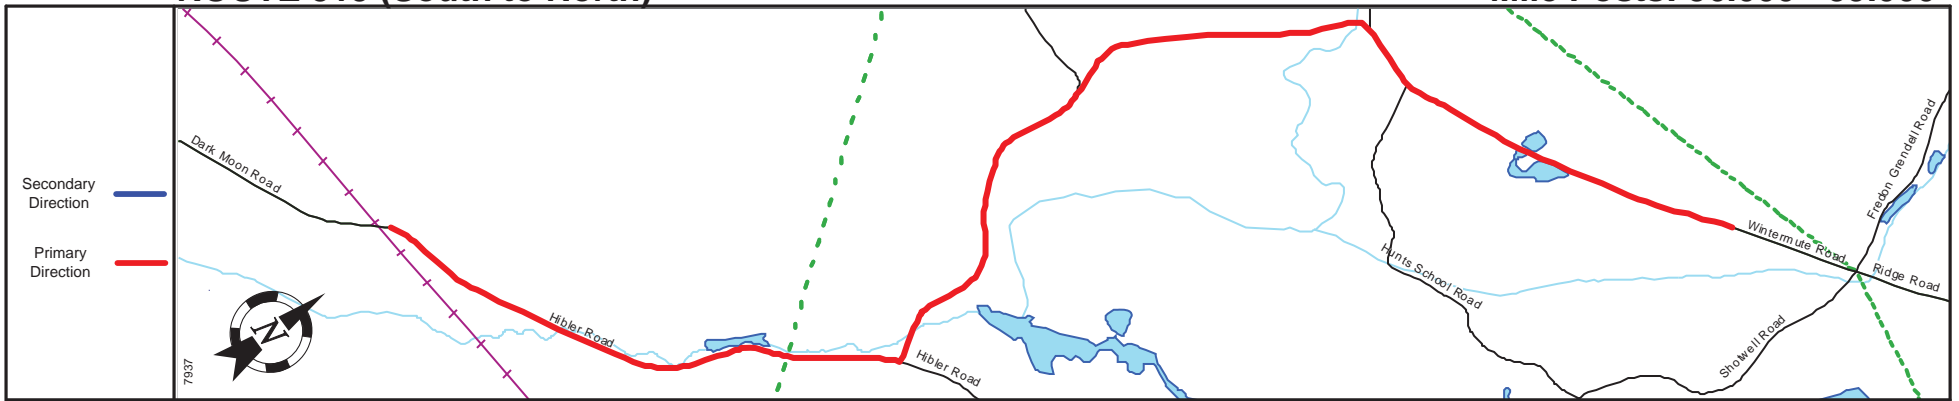 Secondary
Direction
Primary
Direction
Dark Moon Road
Hibler Road
Hibler Road
Hunts School Road
Wintermute Road
Fredon Grendell Road
Ridge Road
Shotwell Road
N
7937